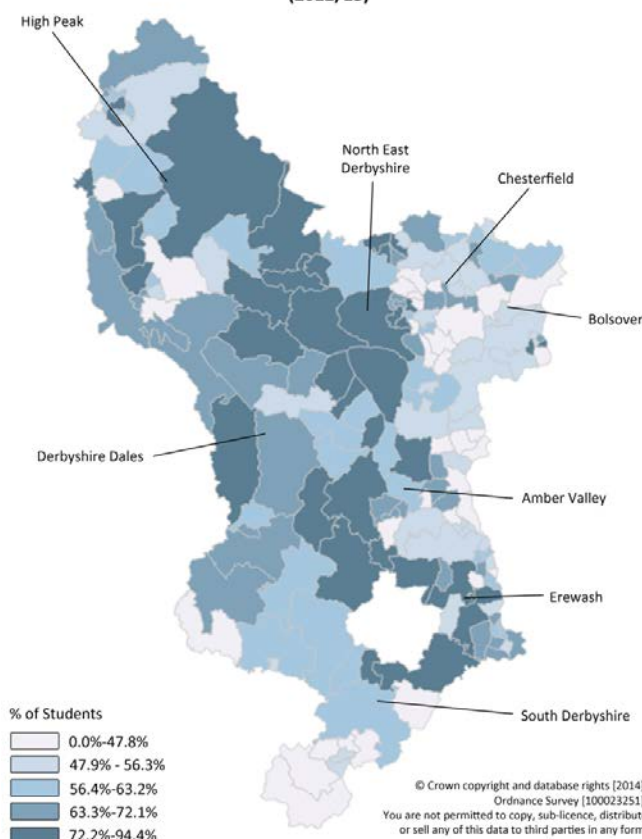 High Peak
North East
Derbyshire
Chesterfield
Bolsover
Derbyshire Dales
Amber Valley
Erewash
South Derbyshire
% of Students
0.0%-47.8%
47.9% - 56.3%
56.4%-63.2%
63.3%-72.1%
72.2%-94.4%
© Crown copyright and database rights [2014]
Ordnance Survey [100023251]
You are not permitted to copy, sub-licence, distribut
or sell any of this data to third parties in any form